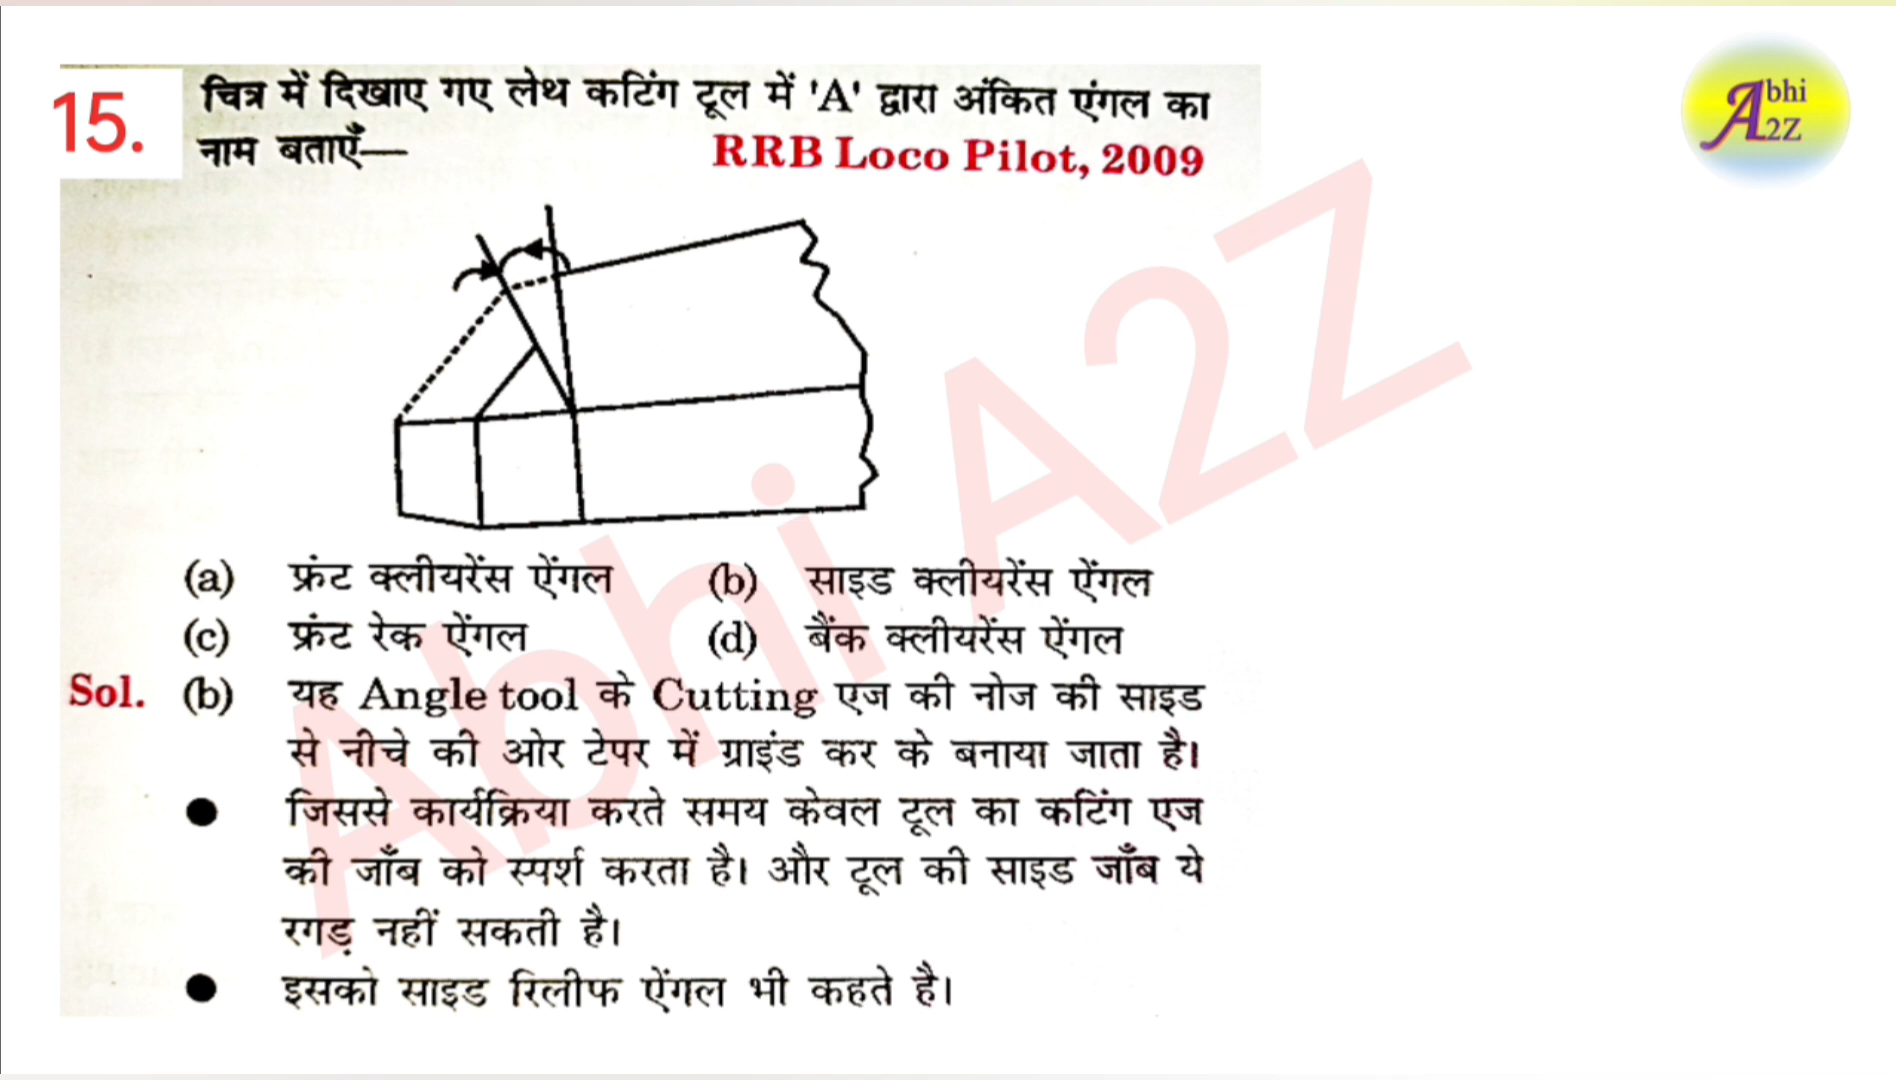 Abhi
A2Z
15. चित्र में दिखाए गए लेथ कटिंग टूल में 'A' द्वारा अंकित एंगल का
नाम बताएँ— RRB Loco Pilot, 2009
(a) फ्रंट क्लीयरेंस ऐंगल (b) साइड क्लीयरेंस ऐंगल
(c) फ्रंट रेक ऐंगल (d) बैंक क्लीयरेंस ऐंगल
Sol. (b) यह Angle tool के Cutting एज की नोज की साइड
से नीचे की ओर टेपर में ग्राइंड कर के बनाया जाता है।
● जिससे कार्यक्रिया करते समय केवल टूल का कटिंग एज
की जाँब को स्पर्श करता है। और टूल की साइड जाँब ये
रगड़ नहीं सकती है।
● इसको साइड रिलीफ ऐंगल भी कहते है।
Abhi A2Z